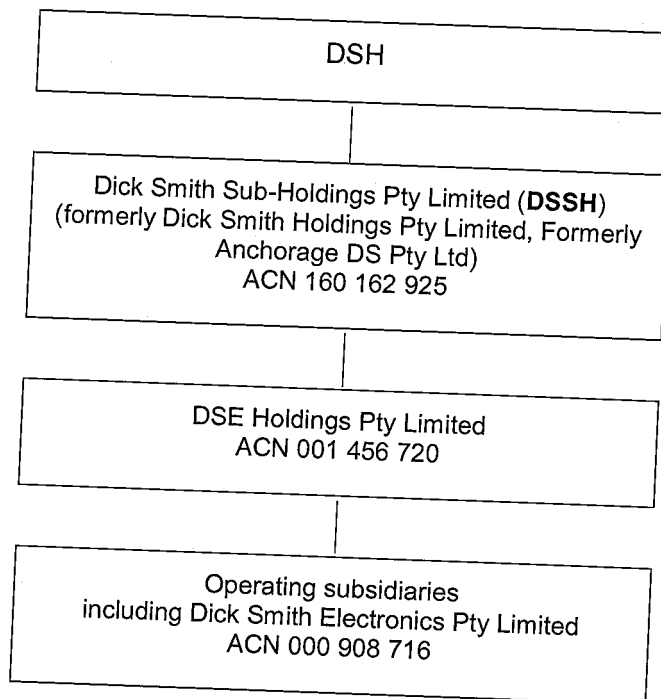 DSH
Dick Smith Sub-Holdings Pty Limited (DSSH)
(formerly Dick Smith Holdings Pty Limited, Formerly
Anchorage DS Pty Ltd)
ACN 160 162 925
DSE Holdings Pty Limited
ACN 001 456 720
Operating subsidiaries
including Dick Smith Electronics Pty Limited
ACN 000 908 716